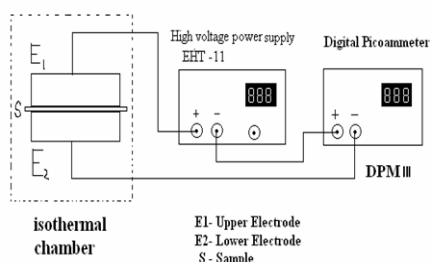 E1
S
E2
High voltage power supply
EHT -11
888
+ -
Digital Picoammeter
888
+ -
DPM III
isothermal
chamber
E1- Upper Electrode
E2- Lower Electrode
S - Sample